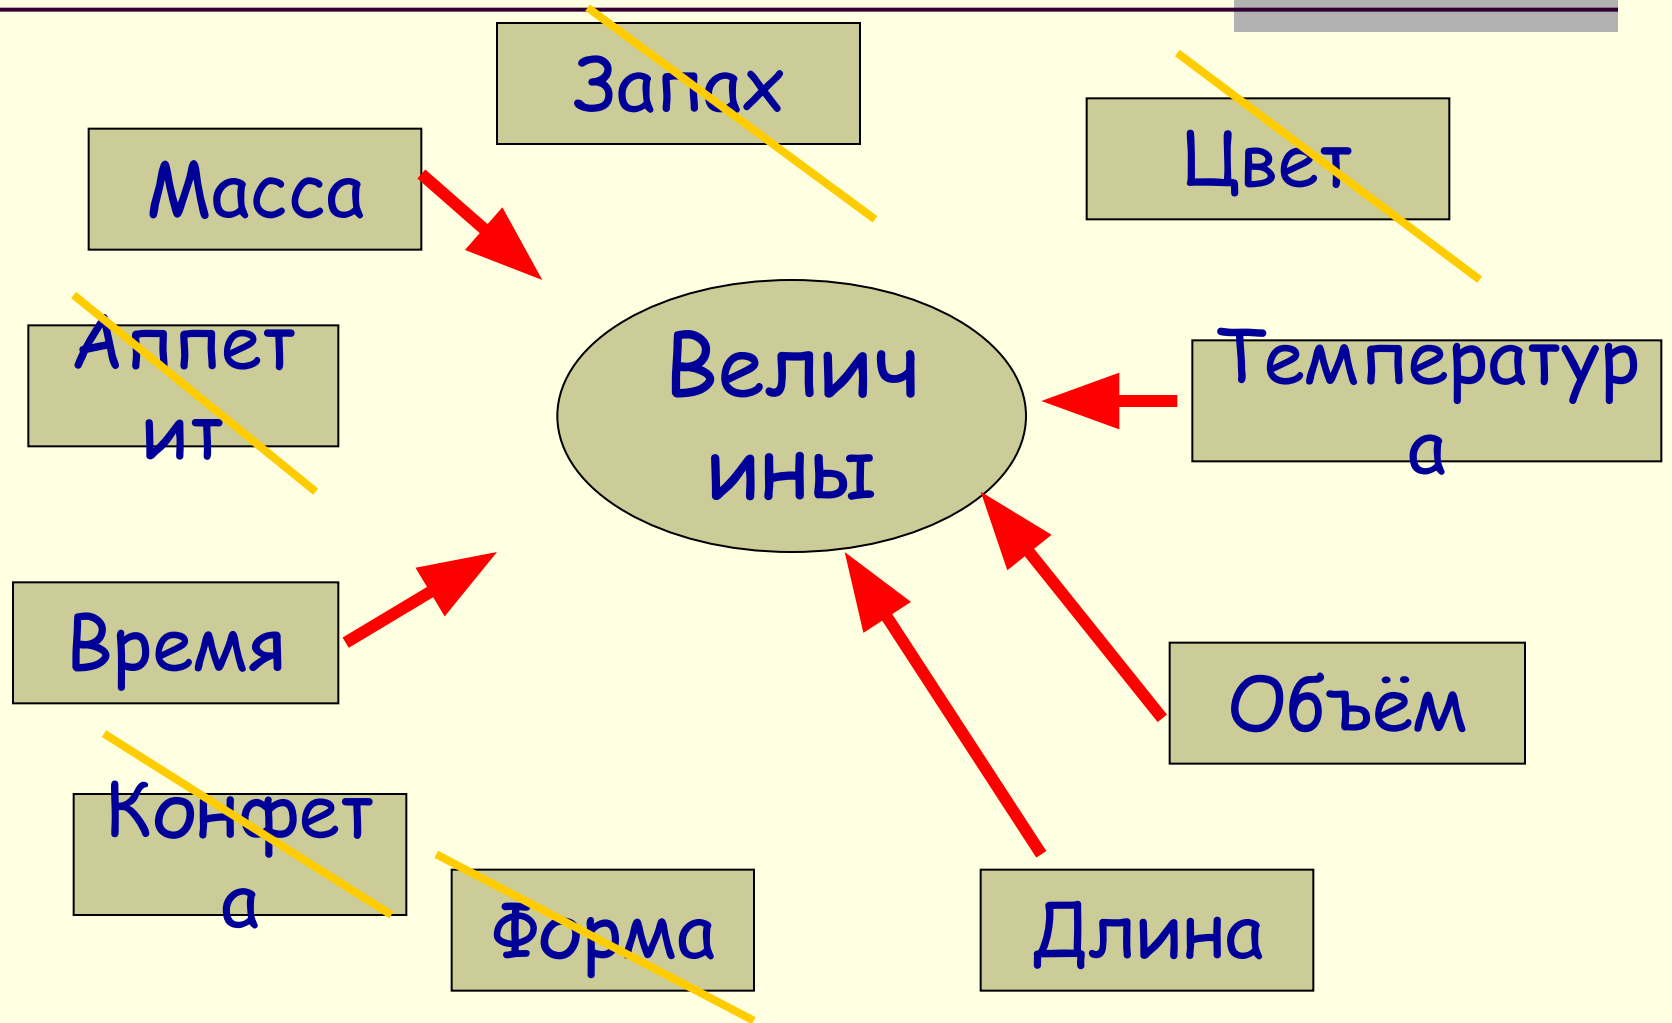 Запах
Цвет
Масса
Аппет
ит
Велич
ины
Температур
а
Время
Объём
Конфет
а
Форма
Длина